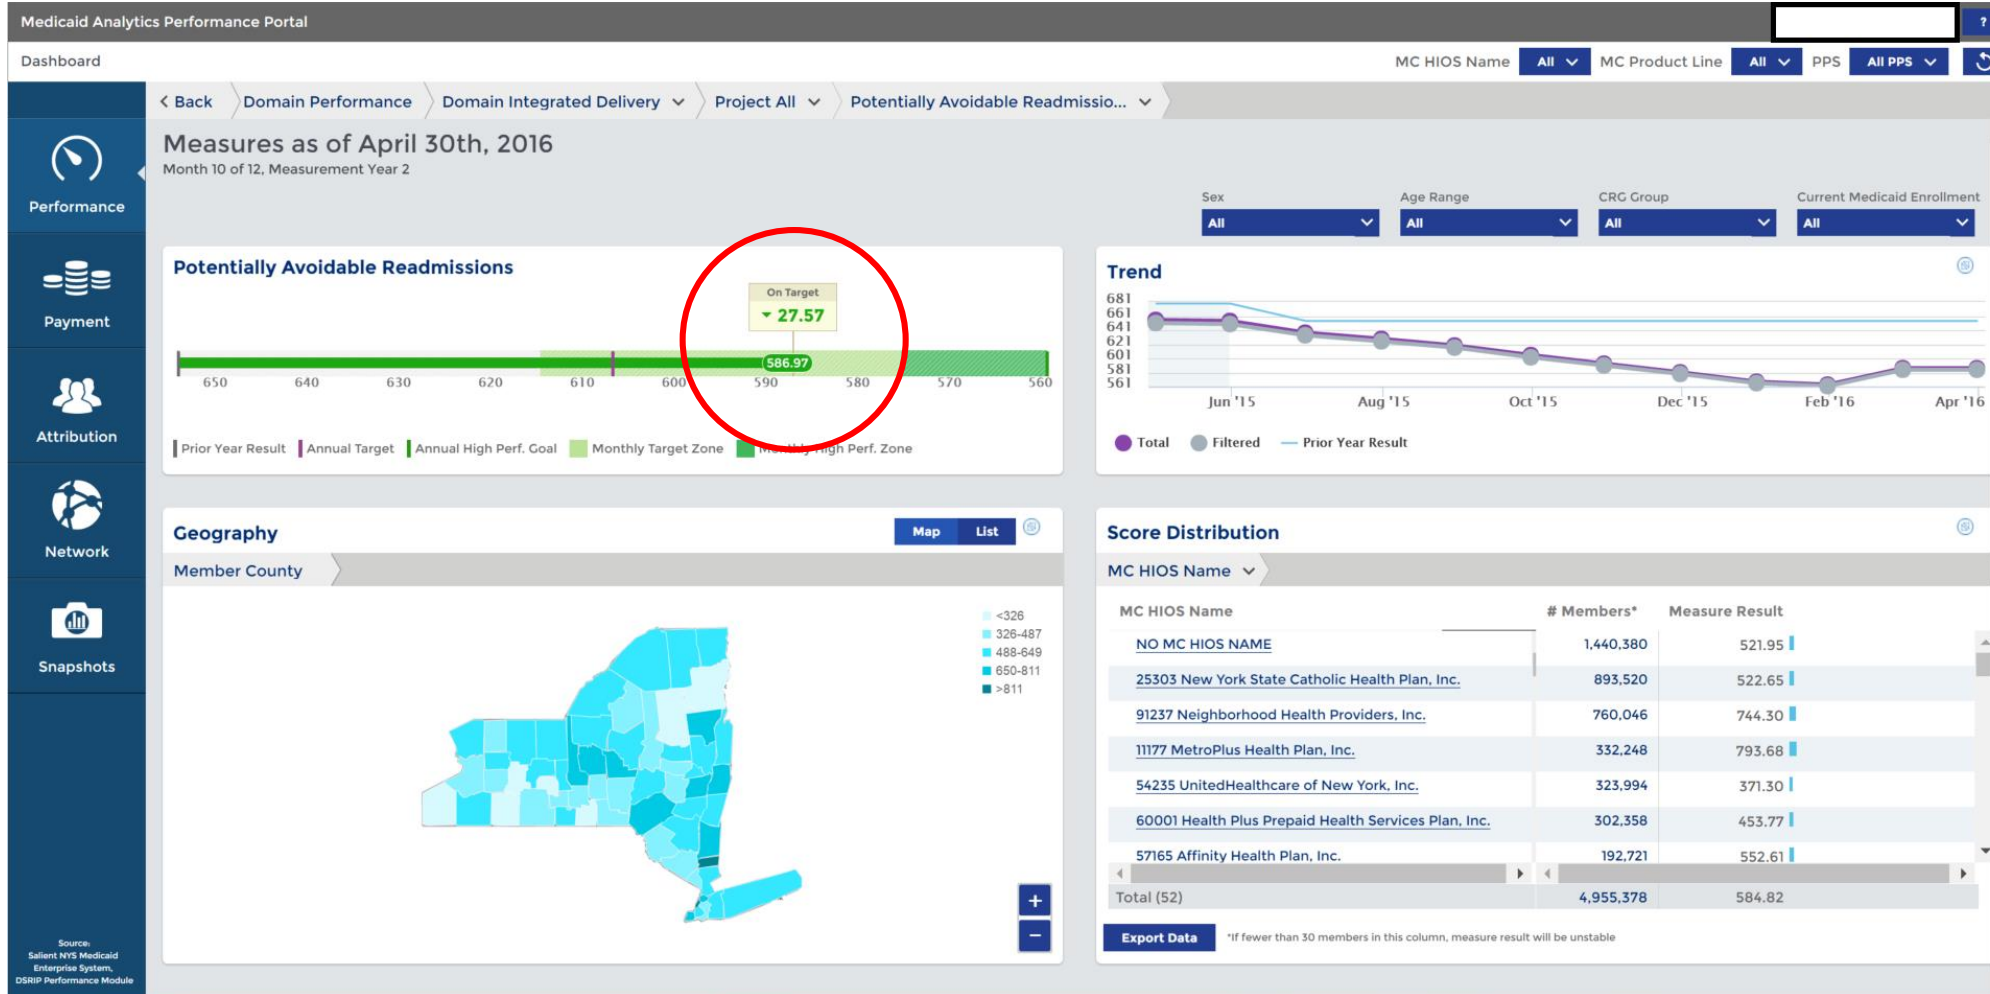 Medicaid Analytics Performance Portal
?
Dashboard
MC HIOS Name All MC Product Line All PPS All PPS
Back Domain Performance Domain Integrated Delivery Project All Potentially Avoidable Readmissio...
Measures as of April 30th, 2016
Month 10 of 12, Measurement Year 2
Performance
Payment
Attribution
Network
Snapshots
Source:
Salient NYS Medicaid
Enterprise System,
DSRIP Performance Module
Sex Age Range CRG Group Current Medicaid Enrollment
All All All All
Potentially Avoidable Readmissions
On Target
27.57
586.97
650 640 630 620 610 600 590 580 570 560
Prior Year Result Annual Target Annual High Perf. Goal Monthly Target Zone Monthly High Perf. Zone
Trend
681
661
641
621
601
581
561
Jun '15 Aug '15 Oct '15 Dec '15 Feb '16 Apr '16
Total Filtered Prior Year Result
Geography
Map List
Member County
<326
326-487
488-649
650-811
>811
+
−
Score Distribution
MC HIOS Name
MC HIOS Name # Members* Measure Result
NO MC HIOS NAME 1,440,380 521.95
25303 New York State Catholic Health Plan, Inc. 893,520 522.65
91237 Neighborhood Health Providers, Inc. 760,046 744.30
11177 MetroPlus Health Plan, Inc. 332,248 793.68
54235 UnitedHealthcare of New York, Inc. 323,994 371.30
60001 Health Plus Prepaid Health Services Plan, Inc. 302,358 453.77
57165 Affinity Health Plan, Inc. 192,721 552.61
Total (52) 4,955,378 584.82
Export Data *If fewer than 30 members in this column, measure result will be unstable